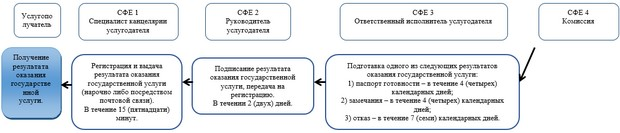 Услугопо
лучатель
СФЕ 1
Специалист канцелярии
услугодателя
СФЕ 2
Руководитель
услугодателя
СФЕ 3
Ответственный исполнитель услугодателя
СФЕ 4
Комиссия
Получение
результата
оказания
государстве
нной
услуги.
Регистрация и выдача
результата оказания
государственной услуги
(нарочно либо посредством
почтовой связи).
В течение 15 (пятнадцати)
минут.
Подписание результата
оказания государственной
услуги, передача на
регистрацию.
В течении 2 (двух) дней.
Подготовка одного из следующих результатов
оказания государственной услуги:
1) паспорт готовности – в течение 4 (четырех)
календарных дней;
2) замечания – в течение 4 (четырех) календарных
дней;
3) отказ – в течение 7 (семи) календарных дней.